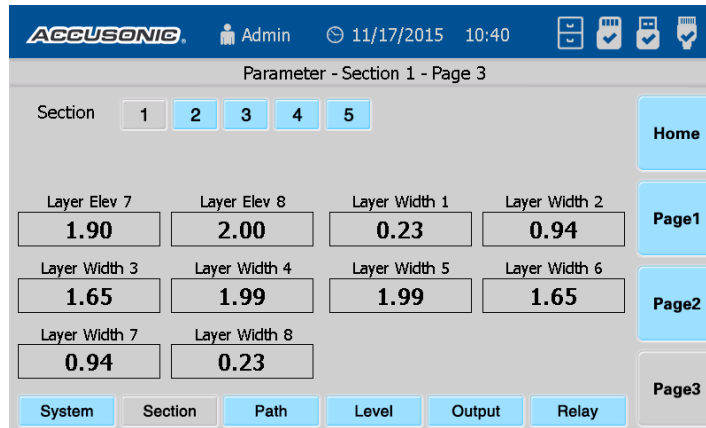 ACCUSONIC. Admin 11/17/2015 10:40
Parameter - Section 1 - Page 3
Section 1 2 3 4 5
Home
Layer Elev 7 Layer Elev 8 Layer Width 1 Layer Width 2
1.90 2.00 0.23 0.94
Page1
Layer Width 3 Layer Width 4 Layer Width 5 Layer Width 6
1.65 1.99 1.99 1.65
Page2
Layer Width 7 Layer Width 8
0.94 0.23
Page3
System Section Path Level Output Relay